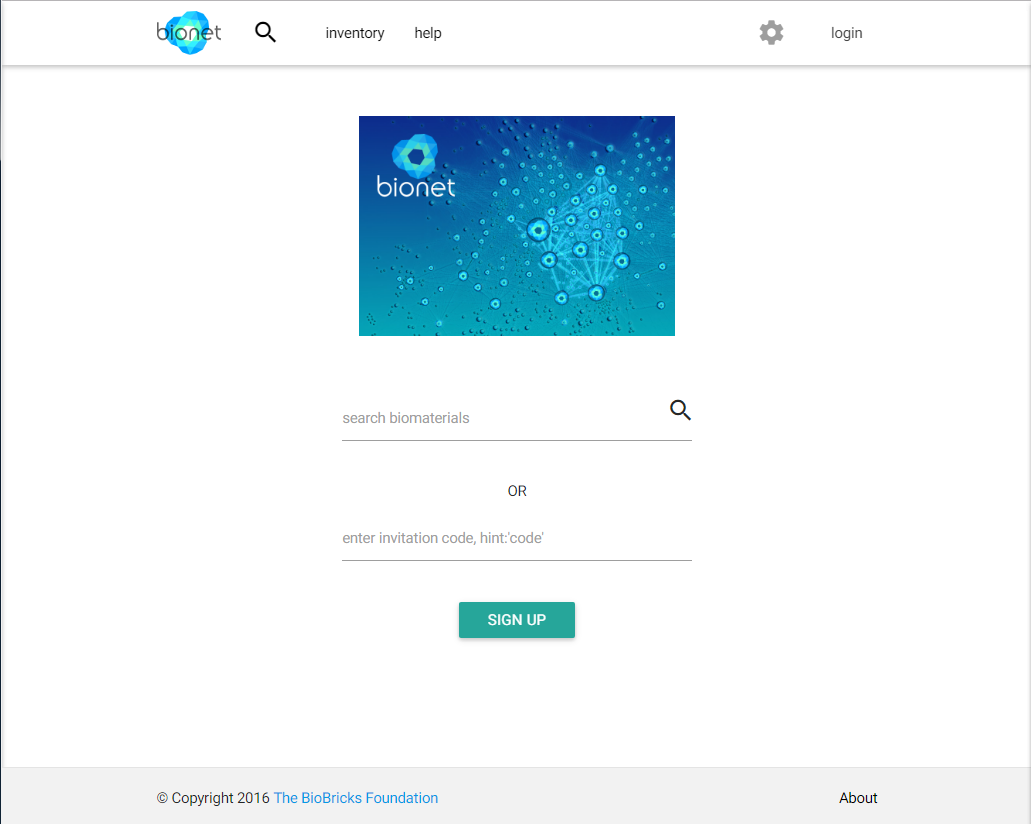 bionet inventory help login
bionet
search biomaterials
OR
enter invitation code, hint:'code'
SIGN UP
© Copyright 2016 The BioBricks Foundation About